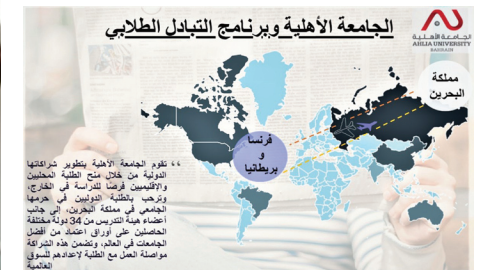 الجامعة الأهلية وبرنامج التبادل الطلابي
الجامعة الأهلية
AHLIA UNIVERSITY
BAHRAIN
مملكة
البحرين
فرنسا
و
بريطانيا
“ تقوم الجامعة الأهلية بتطوير شراكاتها
الدولية من خلال منح الطلبة المحليين
والاقليميين فرصًا للدراسة في الخارج،
وترحب بالطلبة الدوليين في حرمها
الجامعي في مملكة البحرين، إلى جانب
أعضاء هيئة التدريس من 34 دولة مختلفة
الحاصلين على أوراق اعتماد من أفضل
الجامعات في العالم، وتضمن هذه الشراكة
مواصلة العمل مع الطلبة لإعدادهم للسوق
العالمية